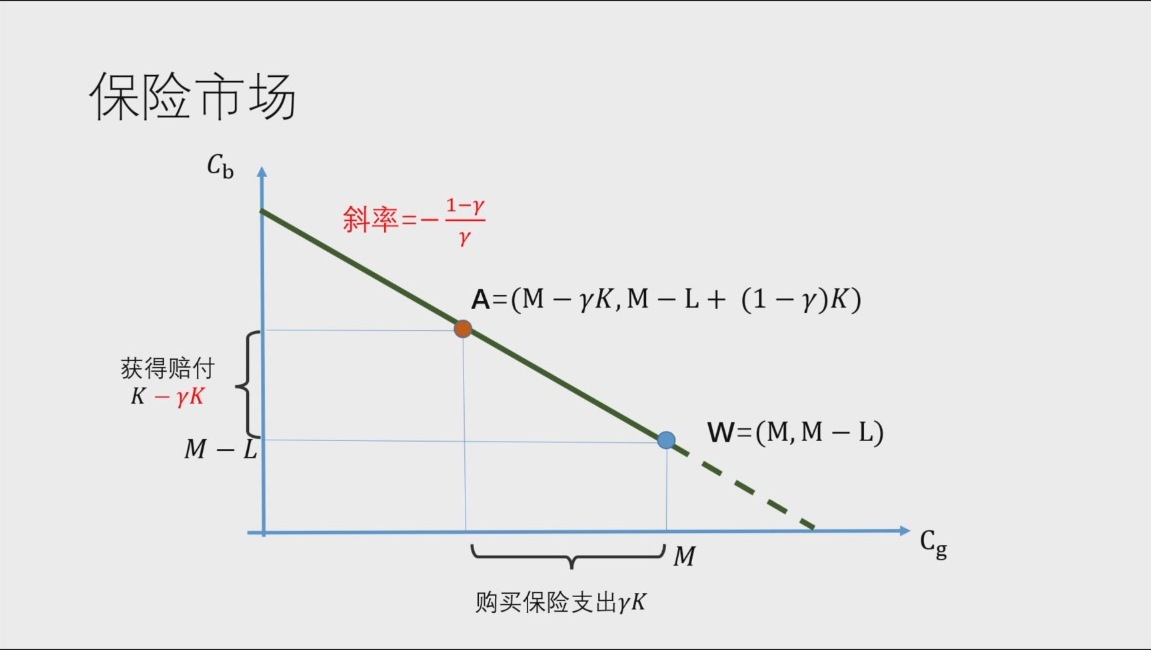 保险市场
C_b
斜率=−(1−γ)/γ
A=(M − γK, M − L + (1 − γ)K)
获得赔付
K − γK
W=(M, M − L)
M − L
C_g
M
购买保险支出γK